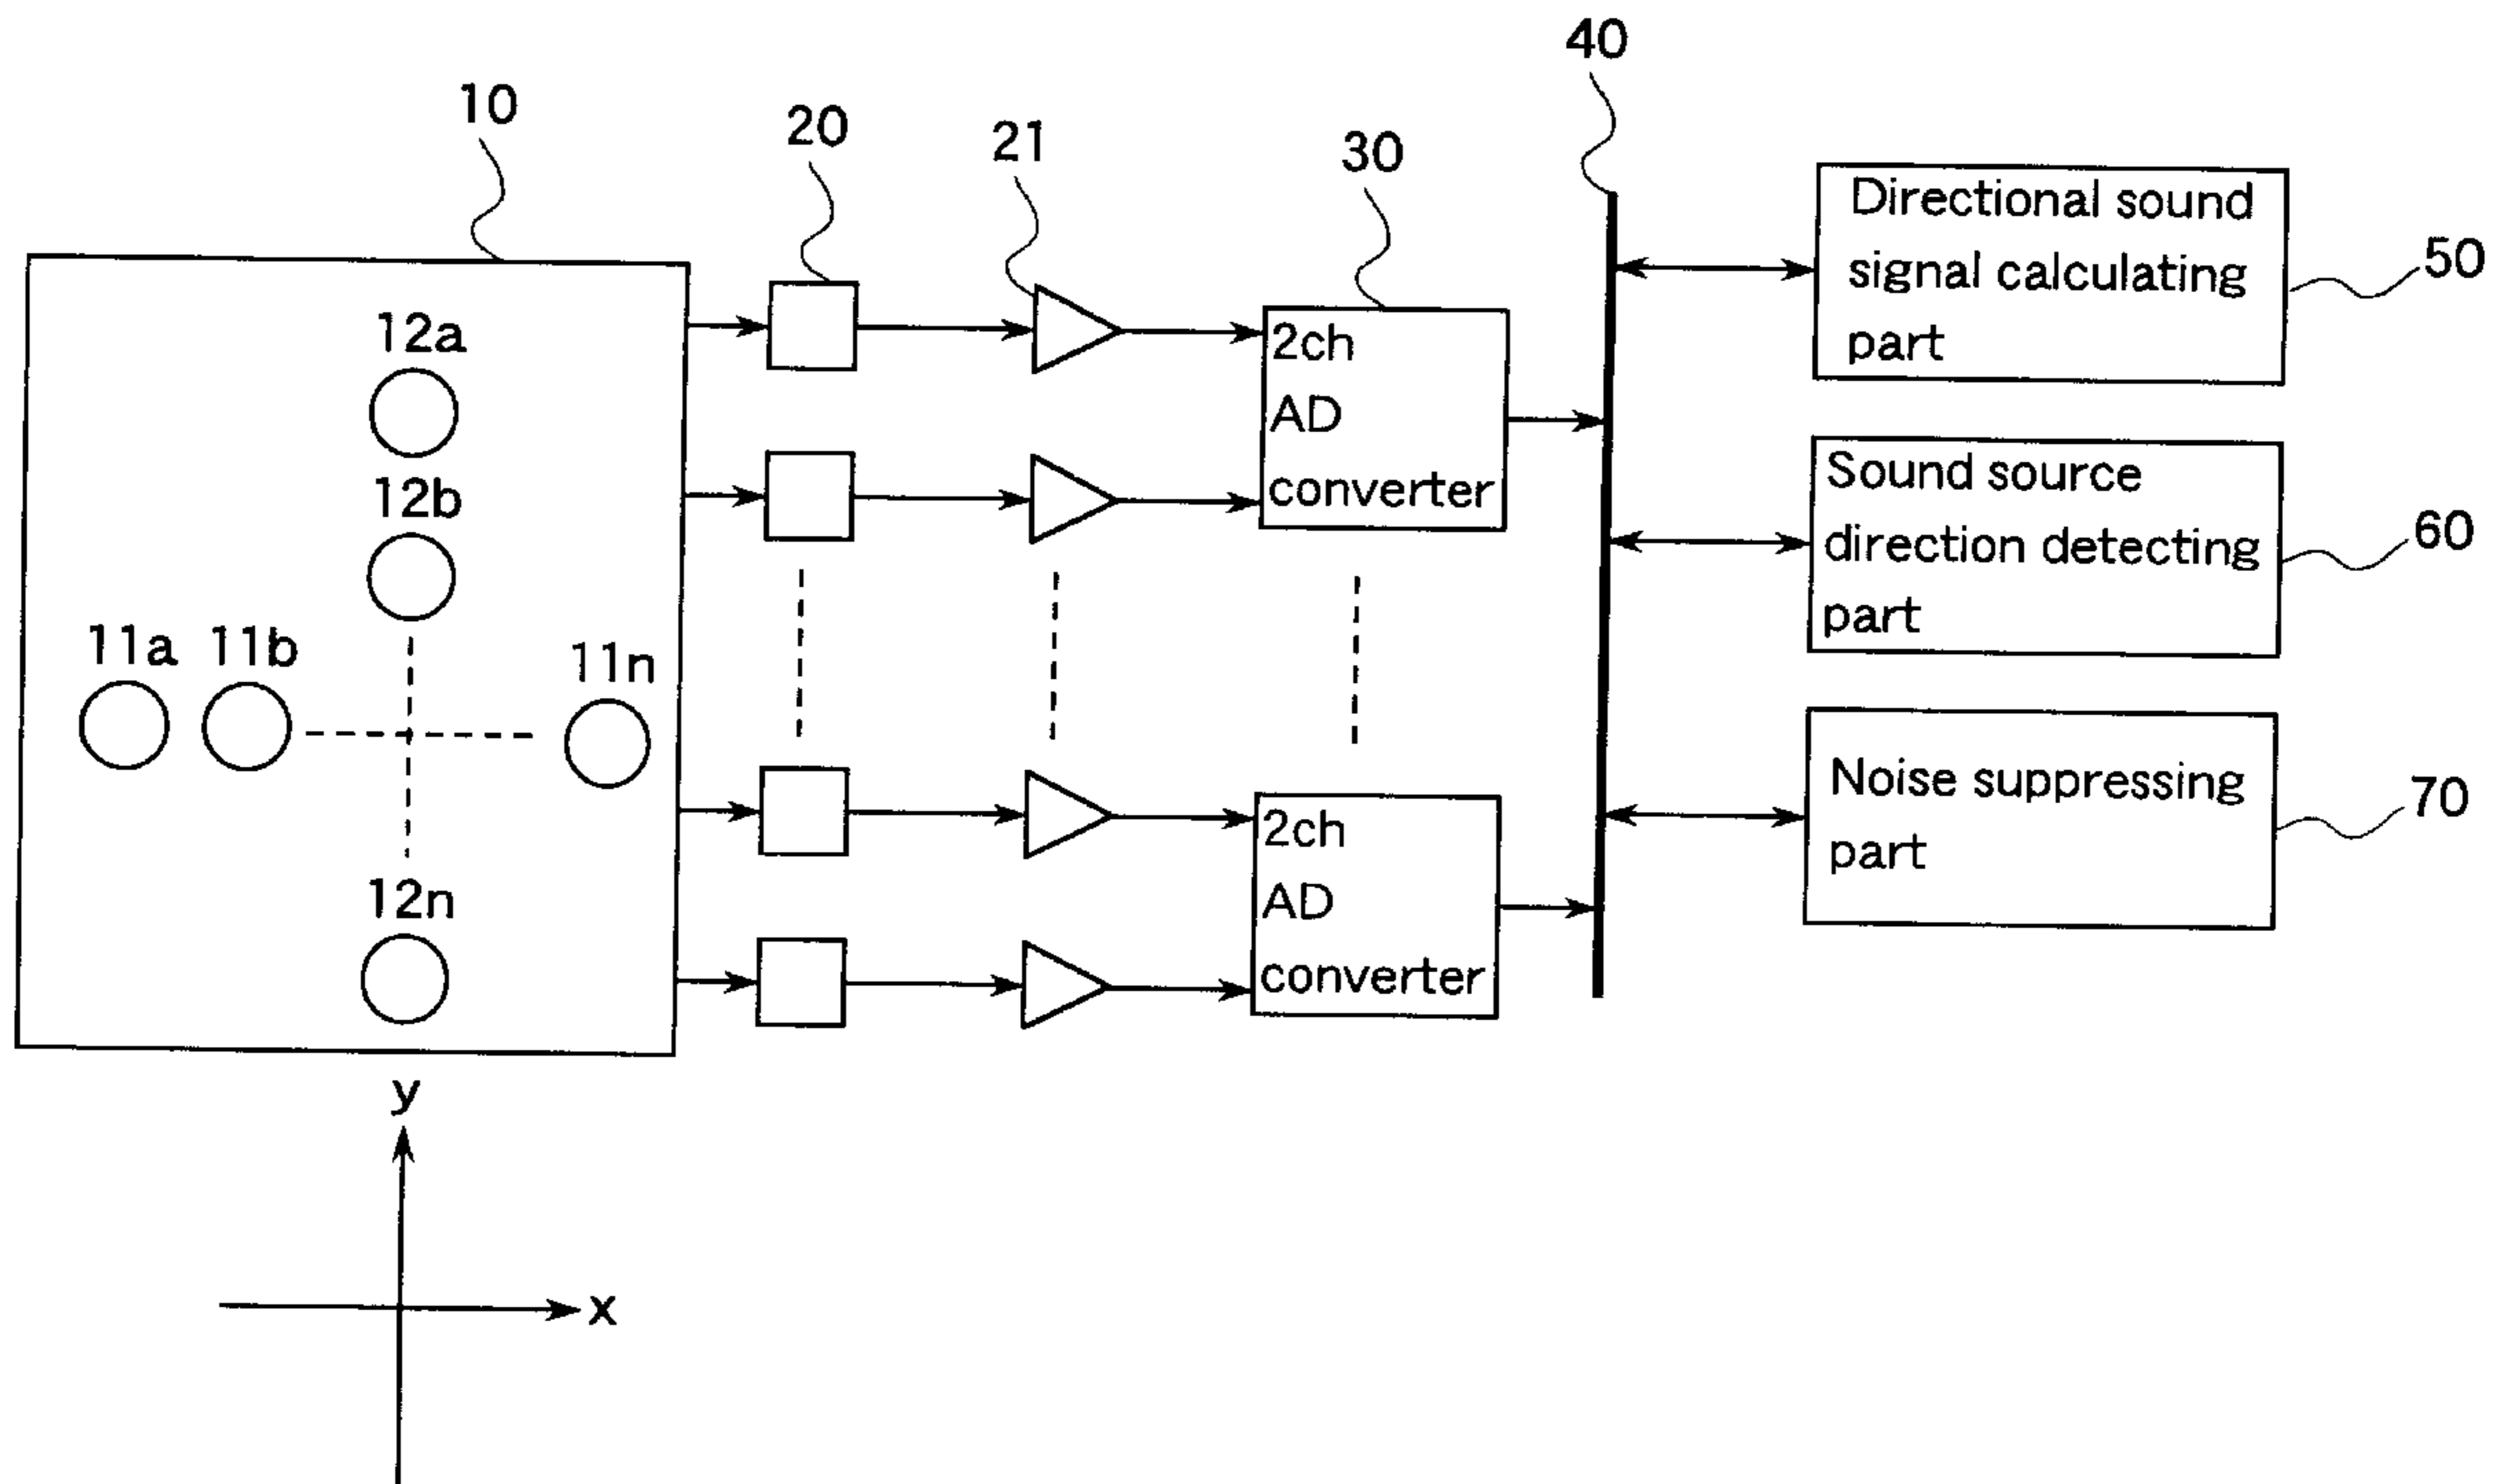 40
10
20
21
30
Directional sound
signal calculating
part
50
12a
2ch
AD
converter
12b
Sound source
direction detecting
part
60
11a 11b
11n
Noise suppressing
part
70
2ch
AD
converter
12n
y
x